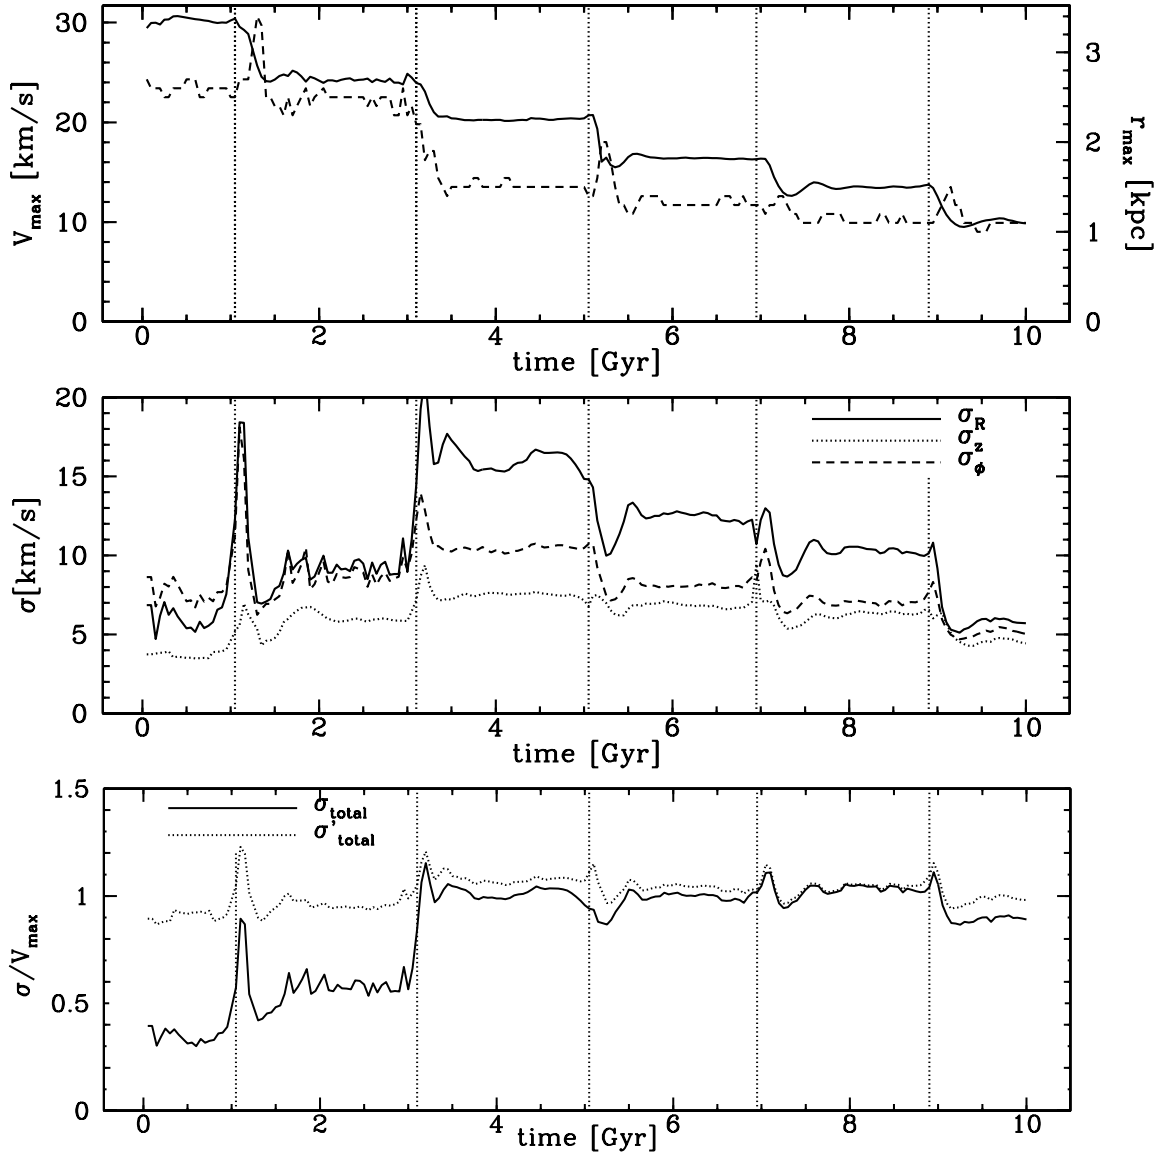 30
20
10
0
V_max [km/s]
3
2
1
0
r_max [kpc]
0 2 4 6 8 10
time [Gyr]
20
15
10
5
0
σ[km/s]
σ_R
σ_z
σ_ϕ
0 2 4 6 8 10
time [Gyr]
1.5
1
0.5
0
σ/V_max
σ_total
σ'_total
0 2 4 6 8 10
time [Gyr]